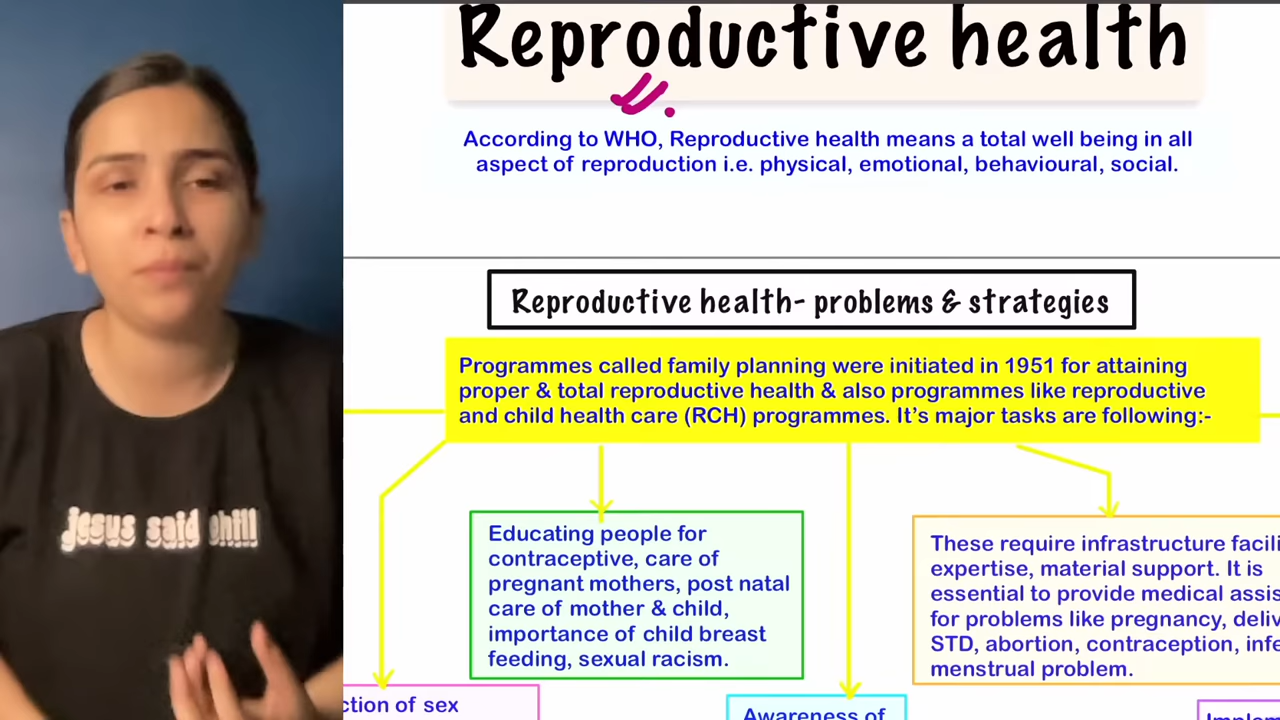 Reproductive health
According to WHO, Reproductive health means a total well being in all
aspect of reproduction i.e. physical, emotional, behavioural, social.
Reproductive health- problems & strategies
Programmes called family planning were initiated in 1951 for attaining
proper & total reproductive health & also programmes like reproductive
and child health care (RCH) programmes. It's major tasks are following:-
Educating people for
contraceptive, care of
pregnant mothers, post natal
care of mother & child,
importance of child breast
feeding, sexual racism.
These require infrastructure
expertise, material support. It is
essential to provide medical
for problems like pregnancy,
STD, abortion, contraception,
menstrual problem.
jesus said chill
of sex
Awareness of